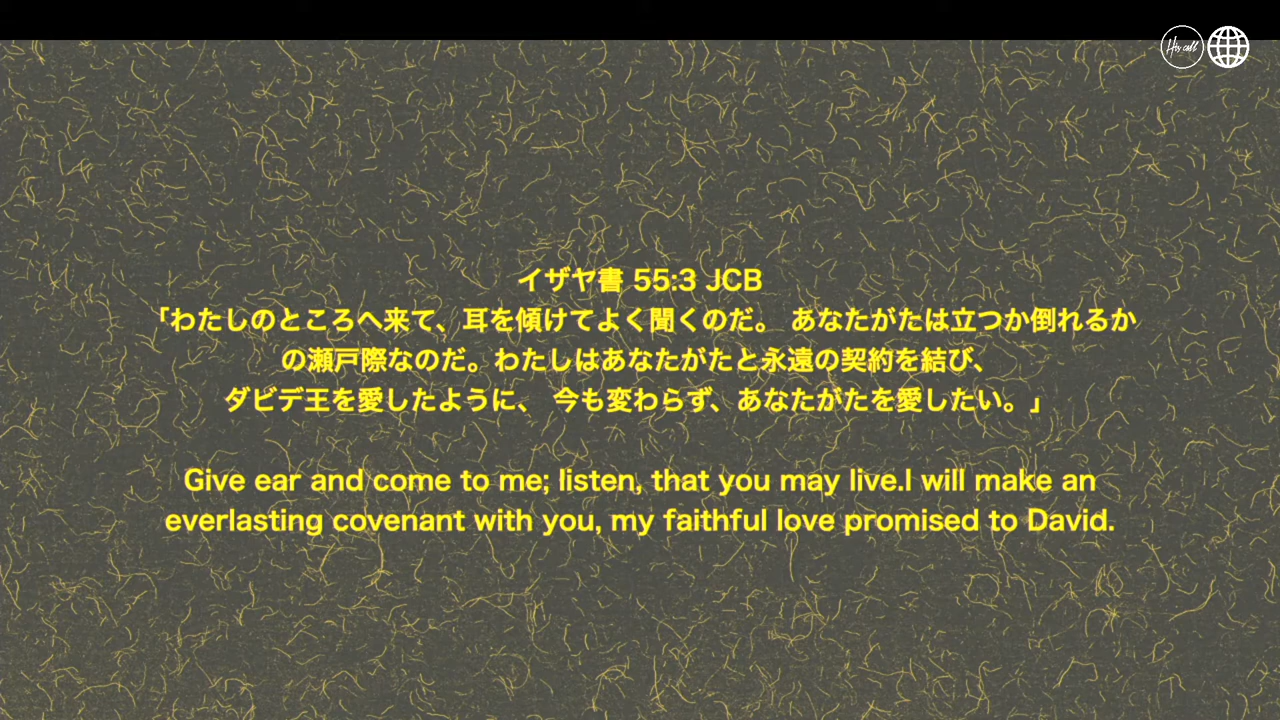 His call
イザヤ書 55:3 JCB
「わたしのところへ来て、耳を傾けてよく聞くのだ。 あなたがたは立つか倒れるか
の瀬戸際なのだ。わたしはあなたがたと永遠の契約を結び、
ダビデ王を愛したように、 今も変わらず、あなたがたを愛したい。」
Give ear and come to me; listen, that you may live.I will make an
everlasting covenant with you, my faithful love promised to David.